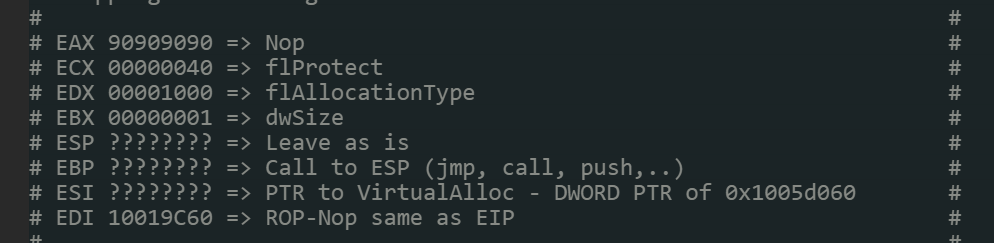 # #
# EAX 90909090 => Nop #
# ECX 00000040 => flProtect #
# EDX 00001000 => flAllocationType #
# EBX 00000001 => dwSize #
# ESP ???????? => Leave as is #
# EBP ???????? => Call to ESP (jmp, call, push,..) #
# ESI ???????? => PTR to VirtualAlloc - DWORD PTR of 0x1005d060 #
# EDI 10019C60 => ROP-Nop same as EIP #
# #